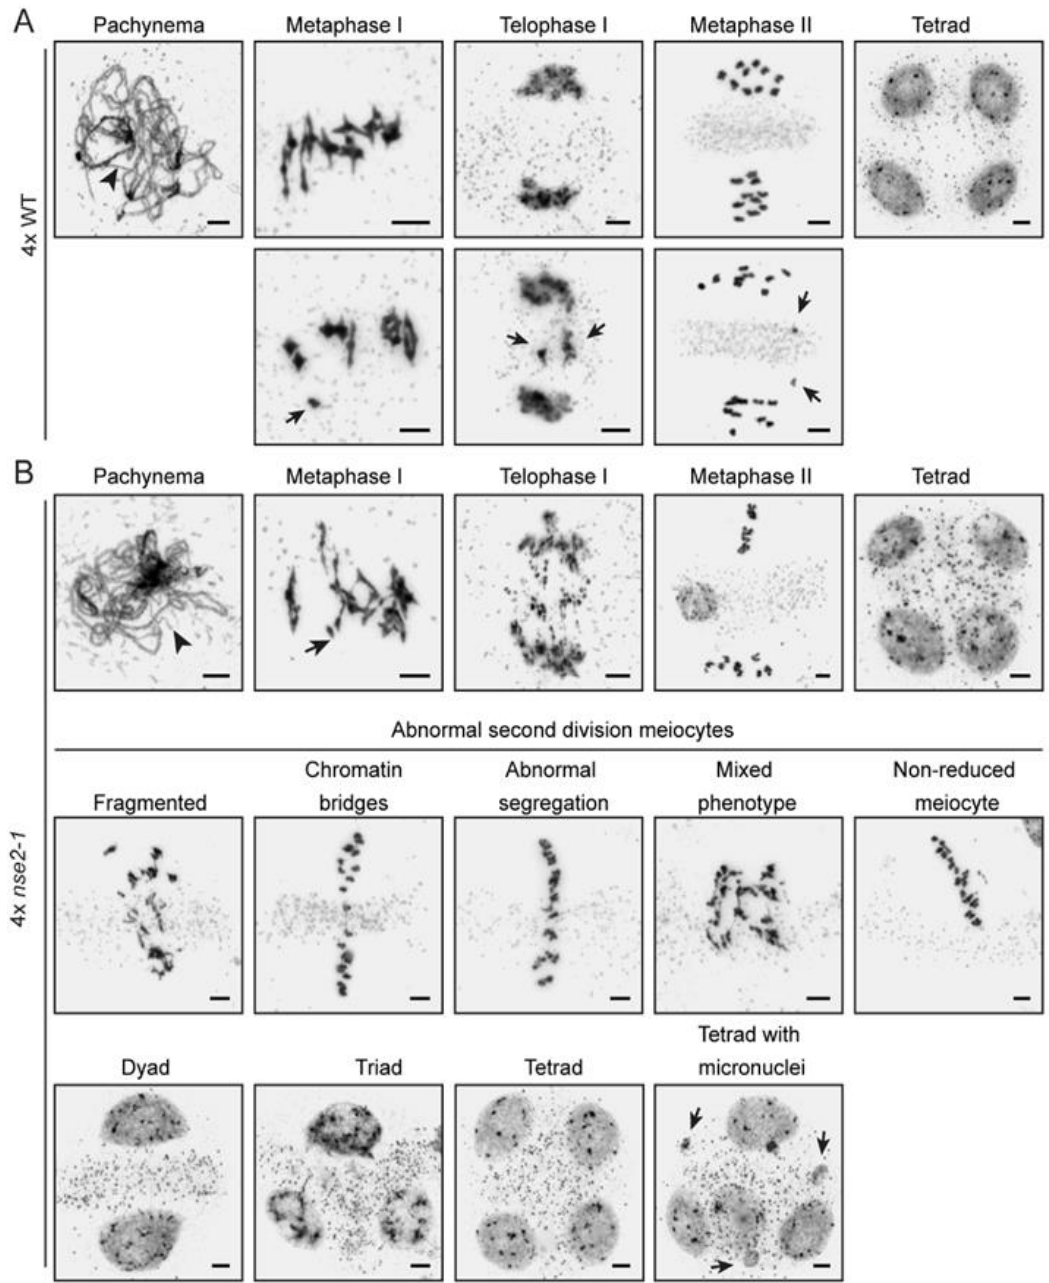 A
Pachynema Metaphase I Telophase I Metaphase II Tetrad
4x WT
B
Pachynema Metaphase I Telophase I Metaphase II Tetrad
4x nse2-1
Abnormal second division meiocytes
Fragmented
Chromatin
bridges
Abnormal
segregation
Mixed
phenotype
Non-reduced
meiocyte
Dyad
Triad
Tetrad
Tetrad with
micronuclei